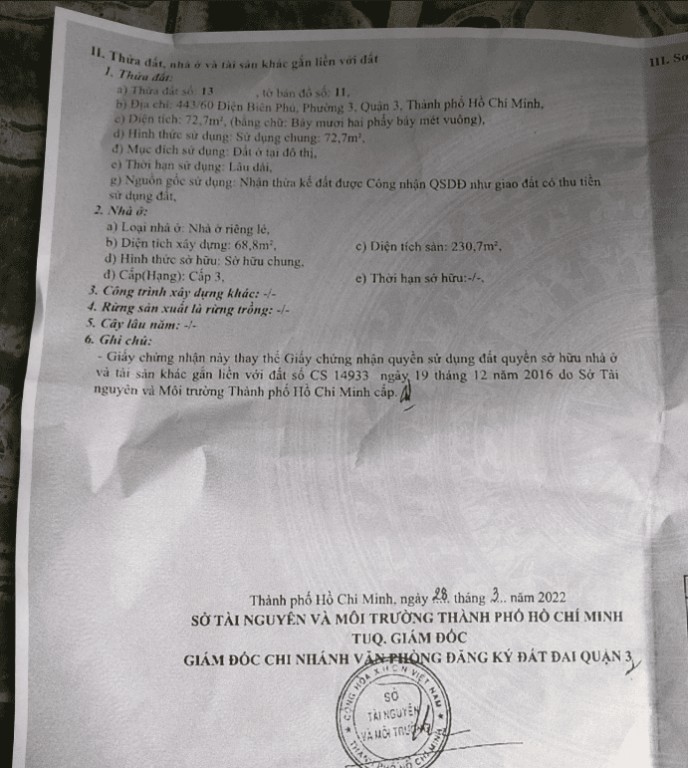 II. Thửa đất, nhà ở và tài sản khác gắn liền với đất
III. Sơ
1. Thửa đất:
a) Thửa đất số: 13 , tờ bản đồ số: 11,
b) Địa chỉ: 443/60 Điện Biên Phủ, Phường 3, Quận 3, Thành phố Hồ Chí Minh,
c) Diện tích: 72,7m², (bằng chữ: Bảy mươi hai phẩy bảy mét vuông),
d) Hình thức sử dụng: Sử dụng chung: 72,7m²,
đ) Mục đích sử dụng: Đất ở tại đô thị,
e) Thời hạn sử dụng: Lâu dài,
g) Nguồn gốc sử dụng: Nhận thừa kế đất được Công nhận QSDĐ như giao đất có thu tiền
sử dụng đất,
2. Nhà ở:
a) Loại nhà ở: Nhà ở riêng lẻ,
b) Diện tích xây dựng: 68,8m², c) Diện tích sàn: 230,7m²,
d) Hình thức sở hữu: Sở hữu chung,
đ) Cấp(Hạng): Cấp 3, e) Thời hạn sở hữu:-/-,
3. Công trình xây dựng khác: -/-
4. Rừng sản xuất là rừng trồng: -/-
5. Cây lâu năm: -/-
6. Ghi chú:
- Giấy chứng nhận này thay thế Giấy chứng nhận quyền sử dụng đất quyền sở hữu nhà ở
và tài sản khác gắn liền với đất số CS 14933 ngày 19 tháng 12 năm 2016 do Sở Tài
nguyên và Môi trường Thành phố Hồ Chí Minh cấp.
Thành phố Hồ Chí Minh, ngày 28 tháng 3 năm 2022
SỞ TÀI NGUYÊN VÀ MÔI TRƯỜNG THÀNH PHỐ HỒ CHÍ MINH
TUQ. GIÁM ĐỐC
GIÁM ĐỐC CHI NHÁNH VĂN PHÒNG ĐĂNG KÝ ĐẤT ĐAI QUẬN 3
CỘNG HÒA X.H.C.N VIỆT NAM
SỞ
TÀI NGUYÊN
VÀ MÔI TRƯỜNG
THÀNH PHỐ HỒ CHÍ MINH